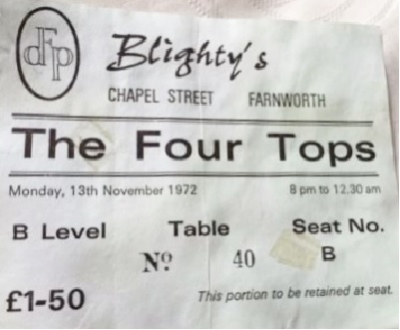 dFp
Blighty's
CHAPEL STREET FARNWORTH
The Four Tops
Monday, 13th November 1972 8 pm to 12.30 am
B Level Table Seat No.
Nº 40 B
£1-50 This portion to be retained at seat.